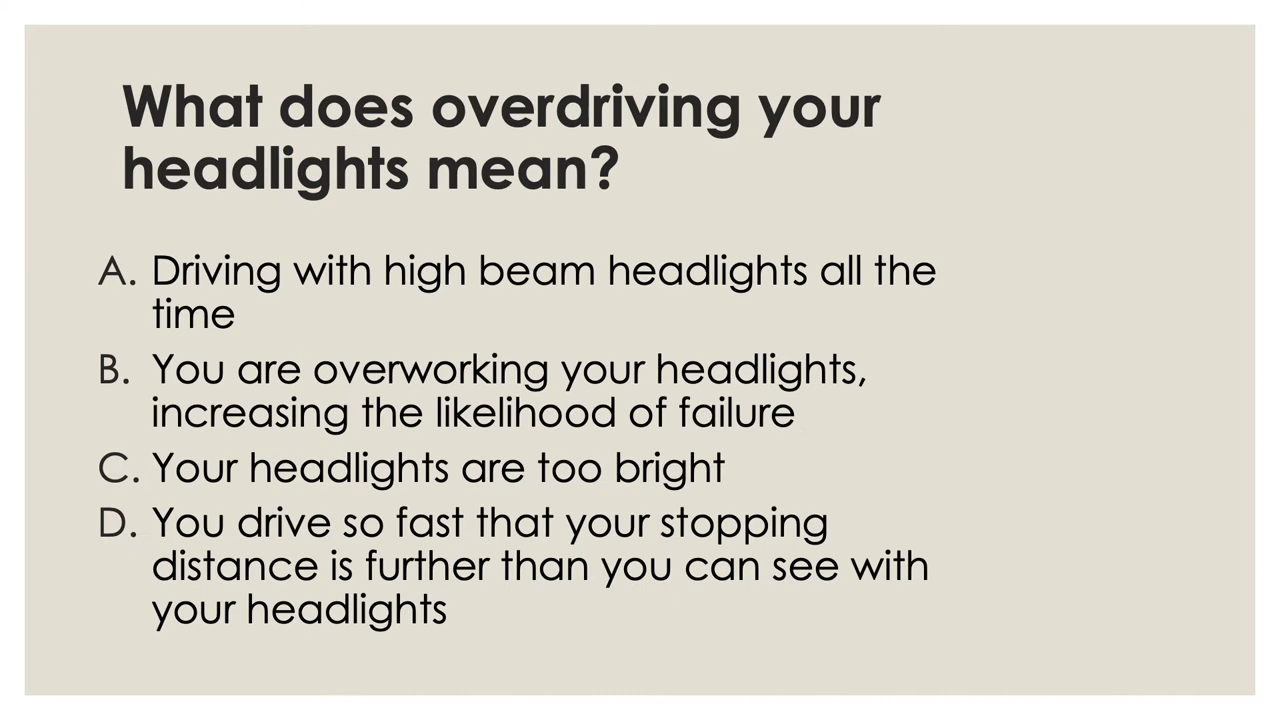 What does overdriving your
headlights mean?
A. Driving with high beam headlights all the
time
B. You are overworking your headlights,
increasing the likelihood of failure
C. Your headlights are too bright
D. You drive so fast that your stopping
distance is further than you can see with
your headlights